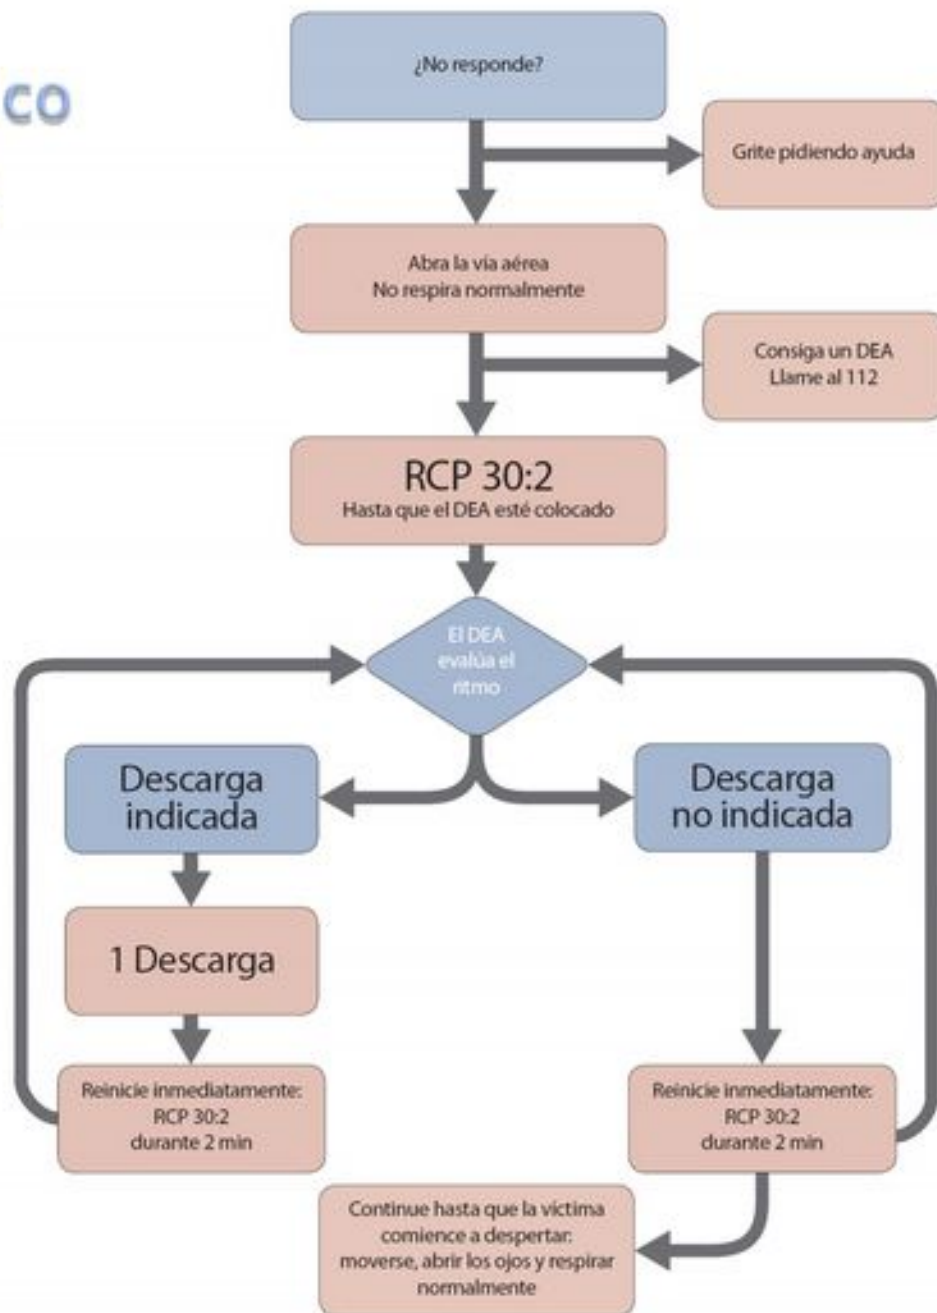 co
¿No responde?
Grite pidiendo ayuda
Abra la vía aérea
No respira normalmente
Consiga un DEA
Llame al 112
RCP 30:2
Hasta que el DEA esté colocado
El DEA
evalúa el
ritmo
Descarga
indicada
Descarga
no indicada
1 Descarga
Reinicie inmediatamente:
RCP 30:2
durante 2 min
Reinicie inmediatamente:
RCP 30:2
durante 2 min
Continue hasta que la víctima
comience a despertar:
moverse, abrir los ojos y respirar
normalmente